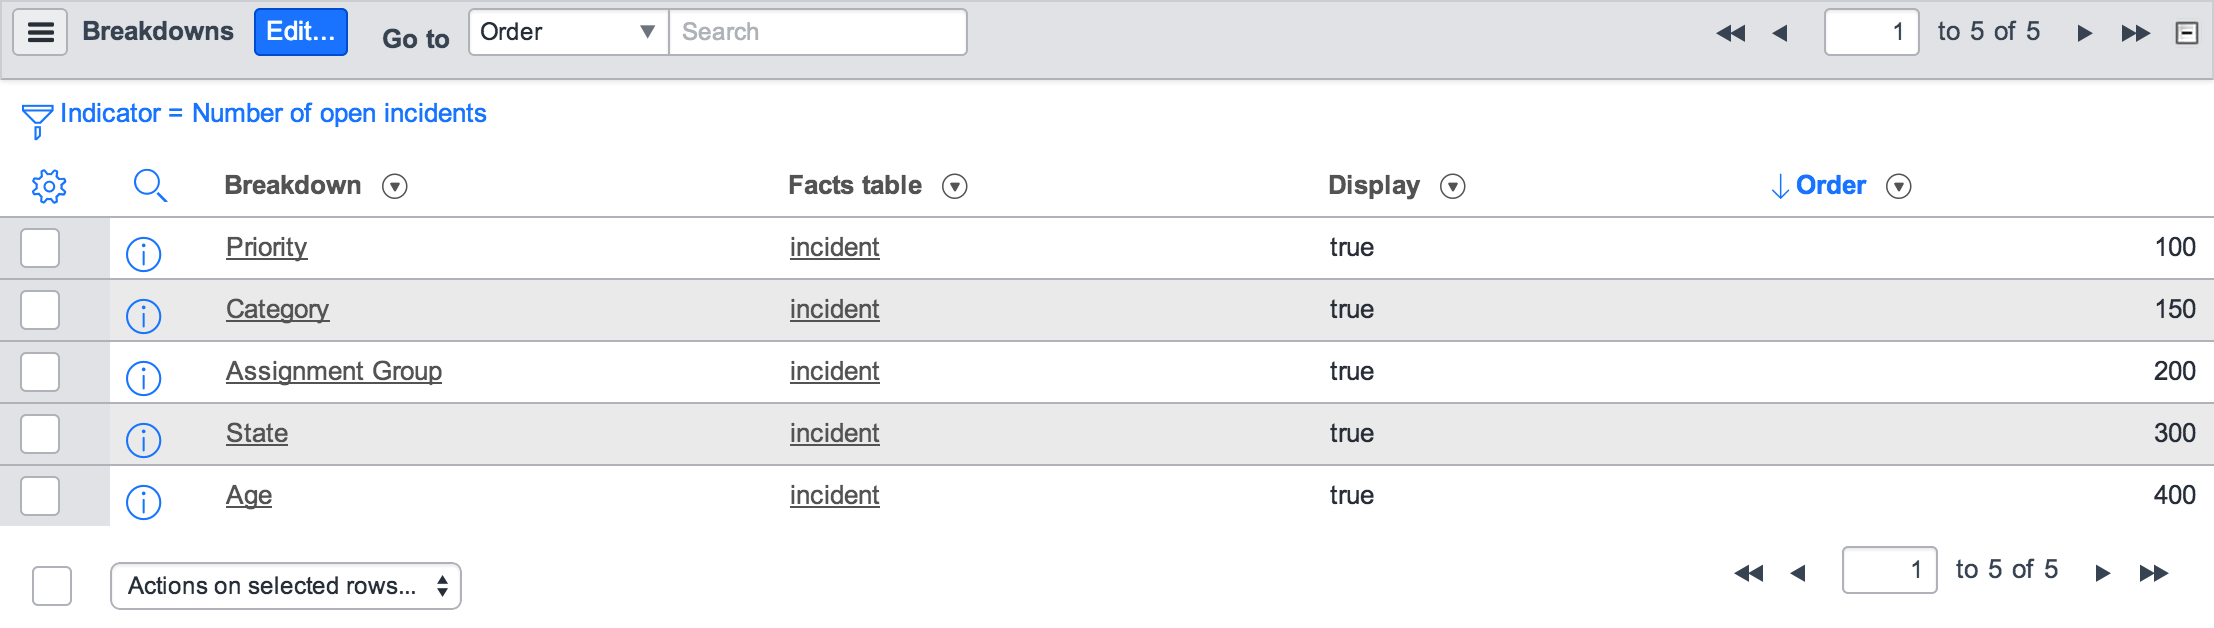 Breakdowns Edit... Go to Order Search 1 to 5 of 5
Indicator = Number of open incidents
Breakdown Facts table Display Order
Priority incident true 100
Category incident true 150
Assignment Group incident true 200
State incident true 300
Age incident true 400
Actions on selected rows... 1 to 5 of 5